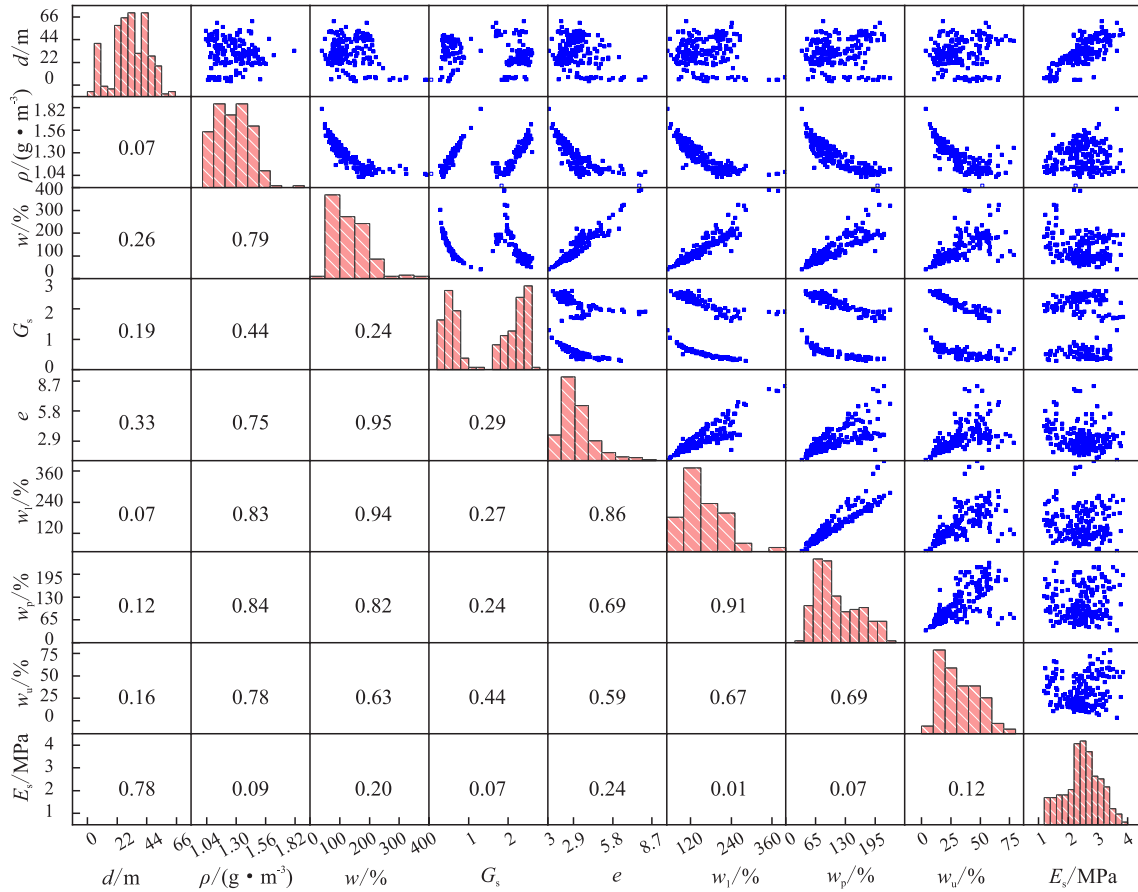 d/m
66
44
22
0
ρ/(g • m⁻³)
1.82
1.56
1.30
1.04
0.07
w/%
400
300
200
100
0
0.26 0.79
Gₛ
3
2
1
0
0.19 0.44 0.24
e
8.7
5.8
2.9
0.33 0.75 0.95 0.29
wₗ/%
360
240
120
0.07 0.83 0.94 0.27 0.86
wₚ/%
195
130
65
0
0.12 0.84 0.82 0.24 0.69 0.91
wᵤ/%
75
50
25
0
0.16 0.78 0.63 0.44 0.59 0.67 0.69
Eₛ/MPa
4
3
2
1
0.78 0.09 0.20 0.07 0.24 0.01 0.07 0.12
0 22 44 66 1.04 1.30 1.56 1.82 0 100 200 300 400 1 2 3 2.9 5.8 8.7 120 240 360 65 130 195 0 25 50 75 1 2 3 4
d/m ρ/(g • m⁻³) w/% Gₛ e wₗ/% wₚ/% wᵤ/% Eₛ/MPa